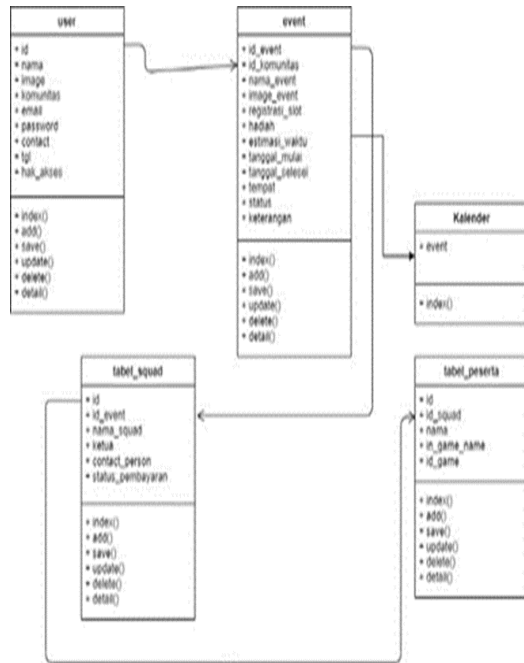 user
+ id
+ nama
+ image
+ komunitas
+ email
+ password
+ contact
+ tgl
+ hak_akses
+ index()
+ add()
+ save()
+ update()
+ delete()
+ detail()
event
+ id_event
+ id_komunitas
+ nama_event
+ image_event
+ registrasi_slot
+ hadiah
+ estimasi_waktu
+ tanggal_mulai
+ tanggal_selesei
+ tempat
+ status
+ keterangan
+ index()
+ add()
+ save()
+ update()
+ delete()
+ detail()
Kalender
+ event
+ index()
tabel_squad
+ id
+ id_event
+ nama_squad
+ ketua
+ contact_person
+ status_pembayaran
+ index()
+ add()
+ save()
+ update()
+ delete()
+ detail()
tabel_peserta
+ id
+ id_squad
+ nama
+ in_game_name
+ id_game
+ index()
+ add()
+ save()
+ update()
+ delete()
+ detail()